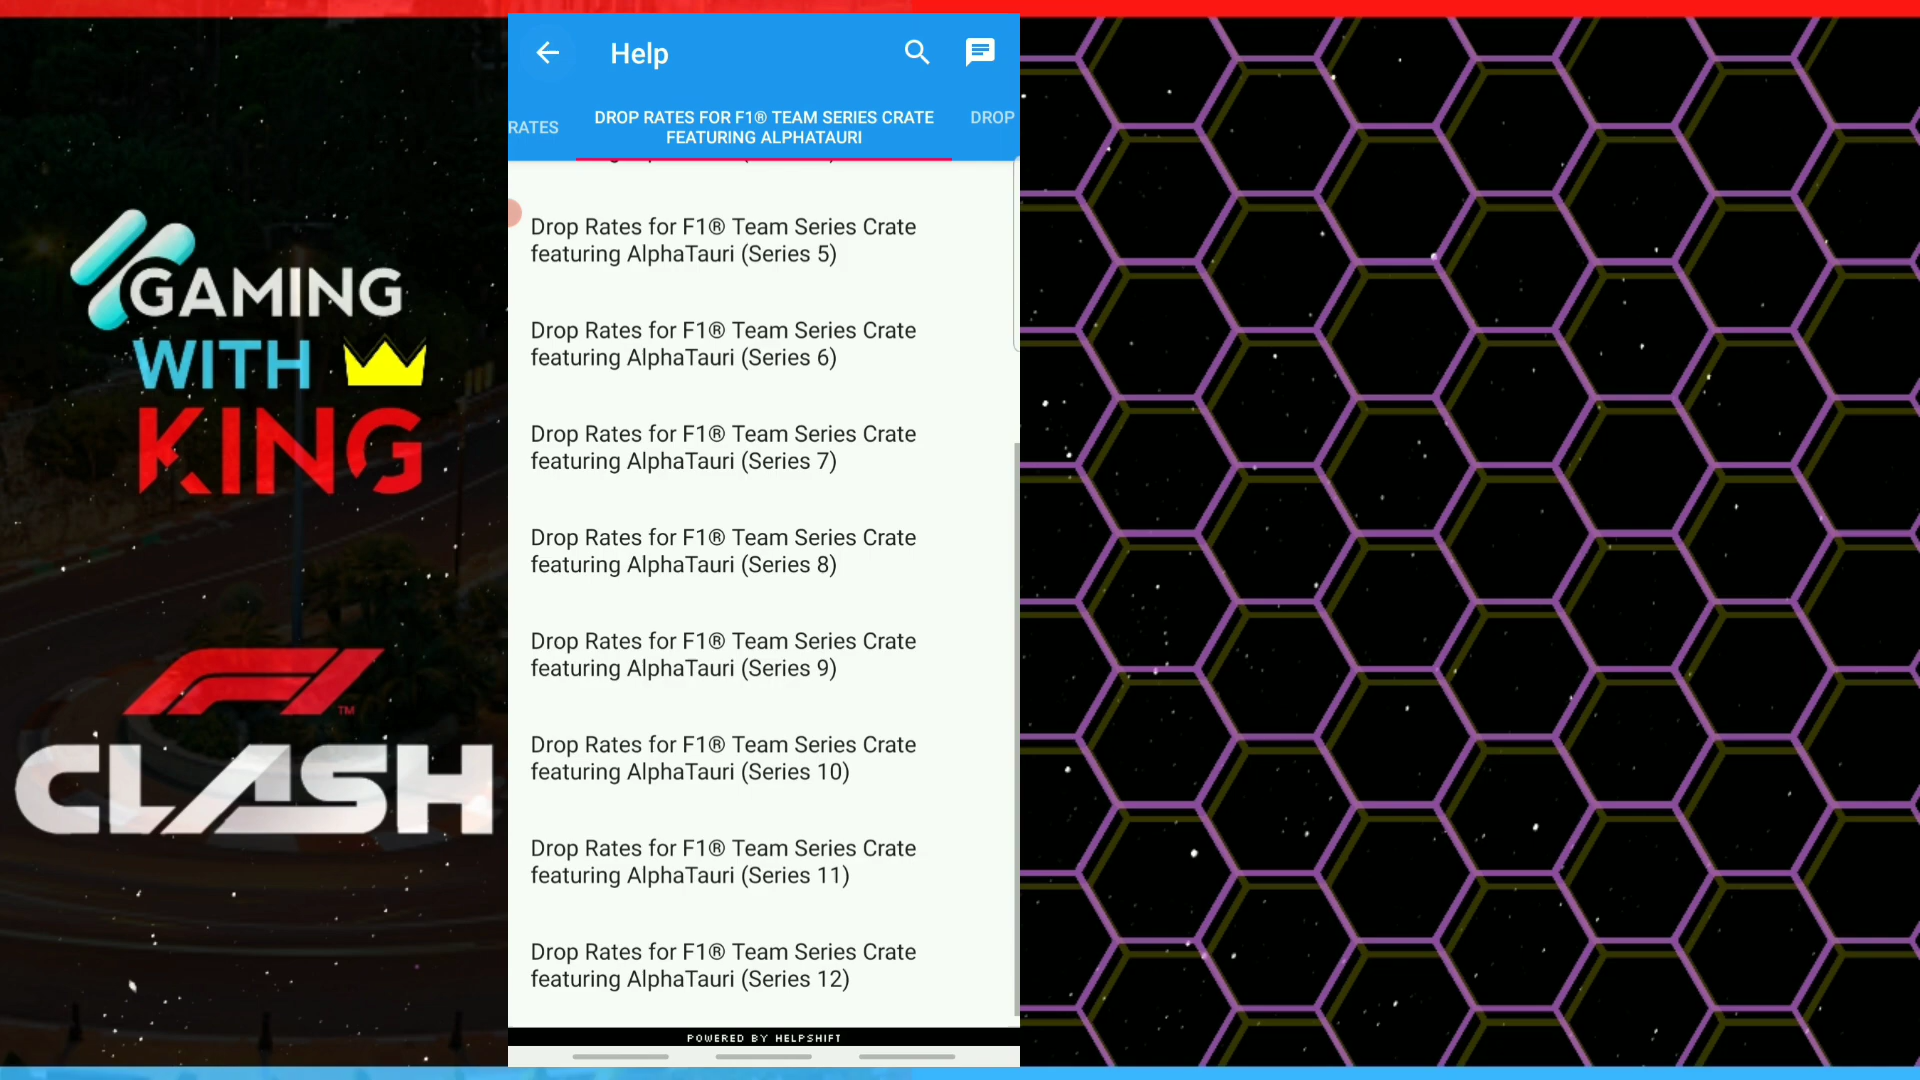 Help
RATES
DROP RATES FOR F1® TEAM SERIES CRATE
FEATURING ALPHATAURI
DROP
Drop Rates for F1® Team Series Crate
featuring AlphaTauri (Series 5)
Drop Rates for F1® Team Series Crate
featuring AlphaTauri (Series 6)
Drop Rates for F1® Team Series Crate
featuring AlphaTauri (Series 7)
Drop Rates for F1® Team Series Crate
featuring AlphaTauri (Series 8)
Drop Rates for F1® Team Series Crate
featuring AlphaTauri (Series 9)
Drop Rates for F1® Team Series Crate
featuring AlphaTauri (Series 10)
Drop Rates for F1® Team Series Crate
featuring AlphaTauri (Series 11)
Drop Rates for F1® Team Series Crate
featuring AlphaTauri (Series 12)
POWERED BY HELPSHIFT
GAMING
WITH
KING
F1™
CLASH